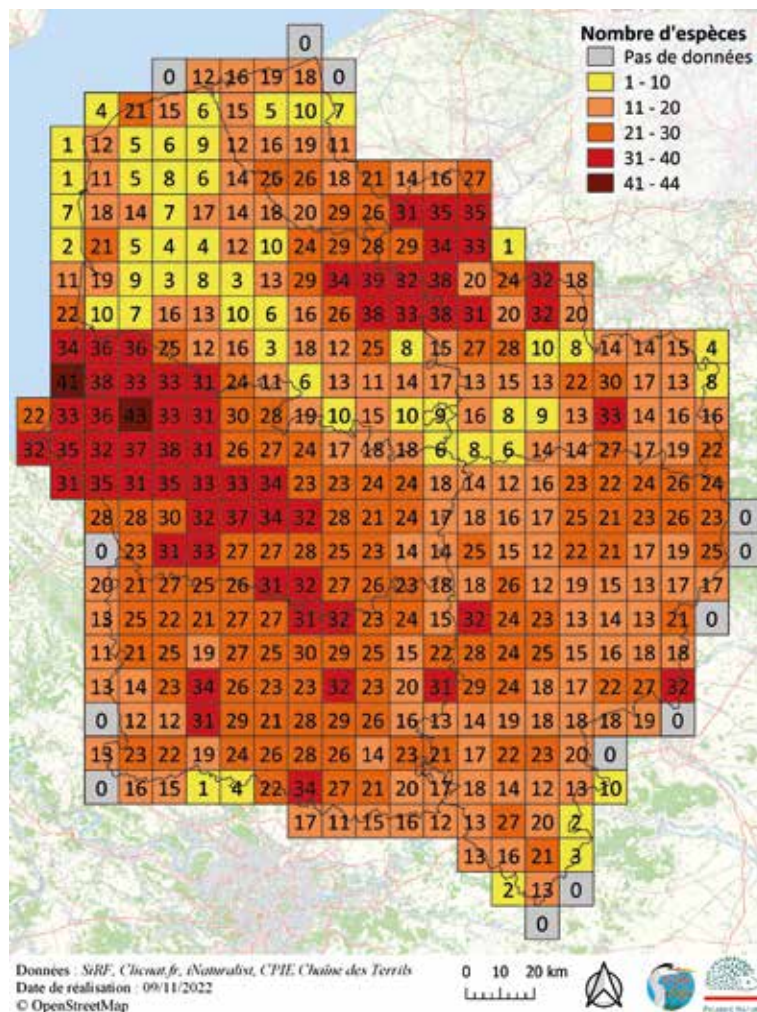 Nombre d'espèces
Pas de données
1 - 10
11 - 20
21 - 30
31 - 40
41 - 44
0
0 12 16 19 18 0
4 21 15 6 15 5 10 7
1 12 5 6 9 12 16 19 11
1 11 5 8 6 14 26 26 18 21 14 16 27
7 18 14 7 17 14 18 20 29 26 31 35 35
2 21 5 4 4 12 10 24 29 28 29 34 33 1
11 19 9 3 8 3 13 29 34 39 32 38 20 24 32 18
22 10 7 16 13 10 6 16 26 38 33 38 31 20 32 20
34 36 36 25 12 16 3 18 12 25 8 15 27 28 10 8 14 14 15 4
41 38 33 33 31 24 11 6 13 11 14 17 13 15 13 22 30 17 13 8
22 33 36 43 33 31 30 28 19 10 15 10 9 16 8 9 13 33 14 16 16
32 35 32 37 38 31 26 27 24 17 18 18 6 8 6 14 14 27 17 19 22
31 35 31 35 33 33 34 23 23 24 24 18 14 12 16 23 22 24 26 24
28 28 30 32 37 34 32 28 21 24 17 18 16 17 25 21 23 26 23 0
0 23 31 33 27 27 28 25 23 14 14 25 15 12 22 21 17 19 25 0
20 21 27 25 26 31 32 27 26 23 18 18 26 12 19 15 13 17 17
13 25 22 21 27 27 31 32 23 24 15 32 24 23 13 14 13 21 0
11 21 25 19 27 25 30 29 25 15 22 28 24 25 15 16 18 18
13 14 23 34 26 23 23 32 23 20 31 29 24 18 17 22 27 32
0 12 12 31 29 21 28 29 26 16 13 14 19 18 18 18 19 0
15 23 22 19 24 26 28 26 14 23 21 17 22 23 20 0
0 16 15 1 4 22 34 27 21 20 17 18 14 12 13 10
17 11 15 16 12 13 27 20 2
13 16 21 3
2 13 0
0
Données : SiRF, Clicnat.fr, iNaturalist, CPIE Chaîne des Terrils
Date de réalisation : 09/11/2022
© OpenStreetMap
0 10 20 km